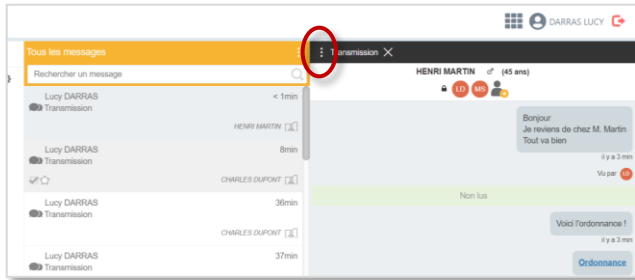 DARRAS LUCY
Tous les messages
Transmission
Rechercher un message
HENRI MARTIN ♂ (45 ans)
LD MS
Lucy DARRAS < 1min
Transmission
HENRI MARTIN
Lucy DARRAS 8min
Transmission
CHARLES DUPONT
Lucy DARRAS 36min
Transmission
CHARLES DUPONT
Lucy DARRAS 37min
Transmission
Bonjour
Je reviens de chez M. Martin
Tout va bien
il y a 3 min
Vu par LD
Non lus
Voici l'ordonnance !
il y a 3 min
Ordonnance